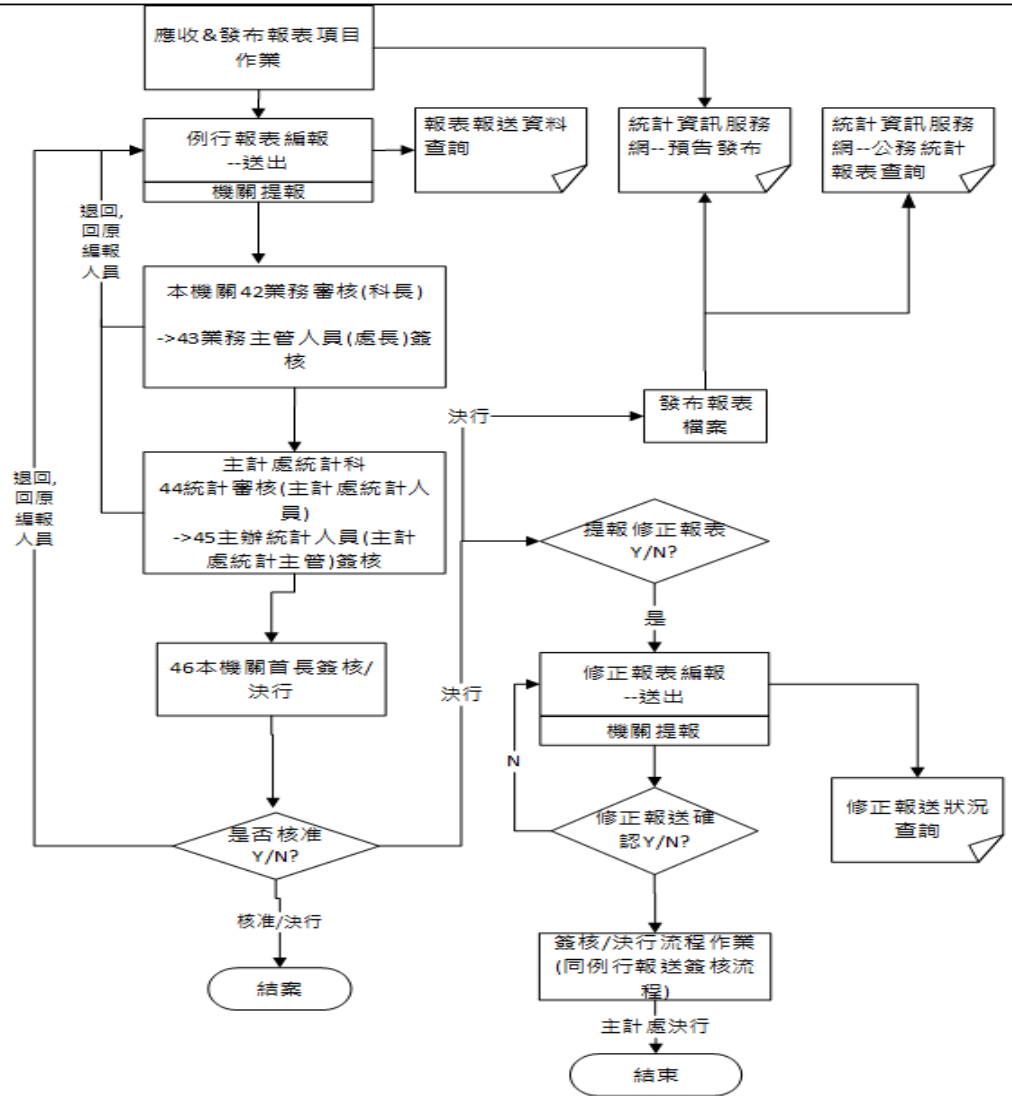 應收&發布報表項目
作業
例行報表編報
--送出
機關提報
報表報送資料
查詢
統計資訊服務
網--預告發布
統計資訊服務
網--公務統計
報表查詢
退回,
回原
編報
人員
本機關42業務審核(科長)
->43業務主管人員(處長)簽
核
決行
發布報表
檔案
退回,
回原
編報
人員
主計處統計科
44統計審核(主計處統計人
員)
->45主辦統計人員(主計
處統計主管)簽核
提報修正報表
Y/N?
是
46本機關首長簽核/
決行
決行
修正報表編報
--送出
機關提報
N
是否核准
Y/N?
修正報送確
認Y/N?
修正報送狀況
查詢
核准/決行
結案
簽核/決行流程作業
(同例行報送簽核流
程)
主計處決行
結束